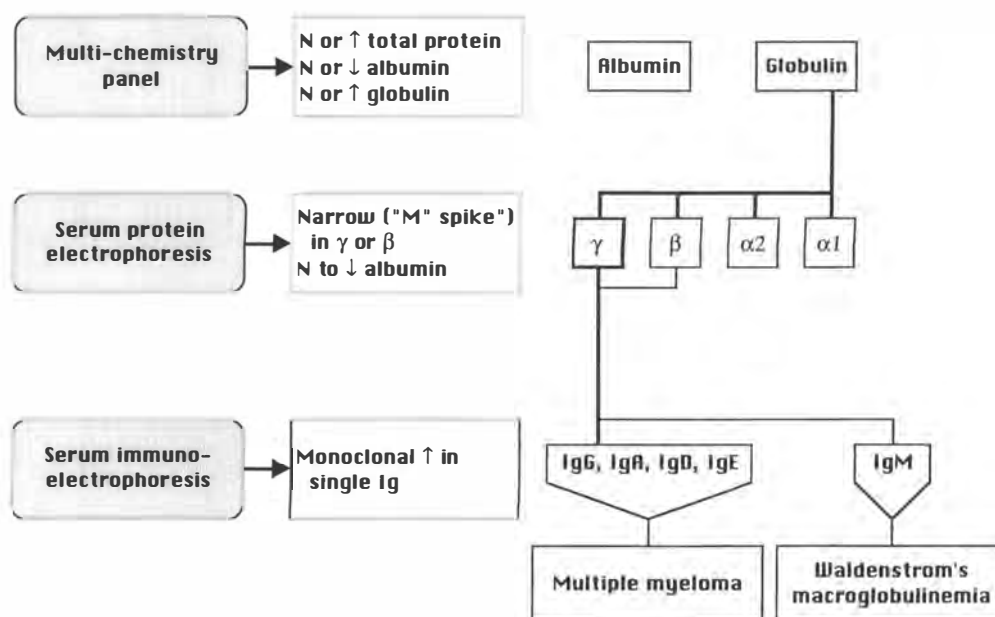 Multi-chemistry
panel
N or ↑ total protein
N or ↓ albumin
N or ↑ globulin
Albumin
Globulin
Serum protein
electrophoresis
Narrow ("M" spike")
in γ or β
N to ↓ albumin
γ
β
α2
α1
Serum immuno-
electrophoresis
Monoclonal ↑ in
single Ig
IgG, IgA, IgD, IgE
IgM
Multiple myeloma
Waldenstrom's
macroglobulinemia